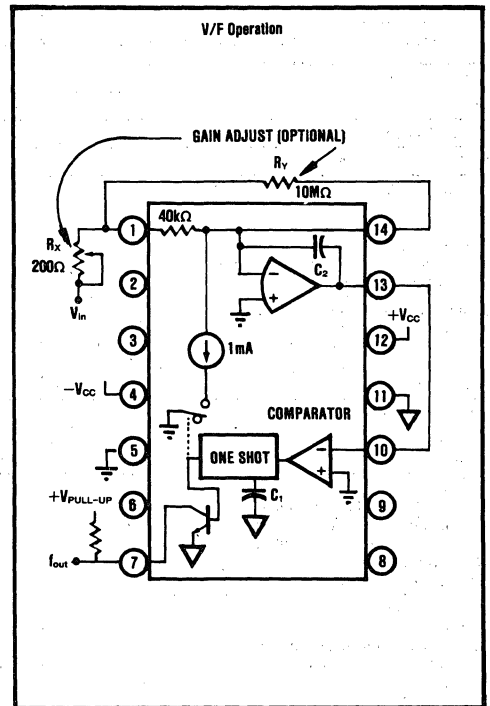 V/F Operation
GAIN ADJUST (OPTIONAL)
RY
10MΩ
40kΩ
1
14
RX
200Ω
C2
−
+
2
13
Vin
+VCC
3
1mA
12
−VCC
4
11
COMPARATOR
5
ONE SHOT
−
+
10
+VPULL-UP
6
C1
9
fout
7
8